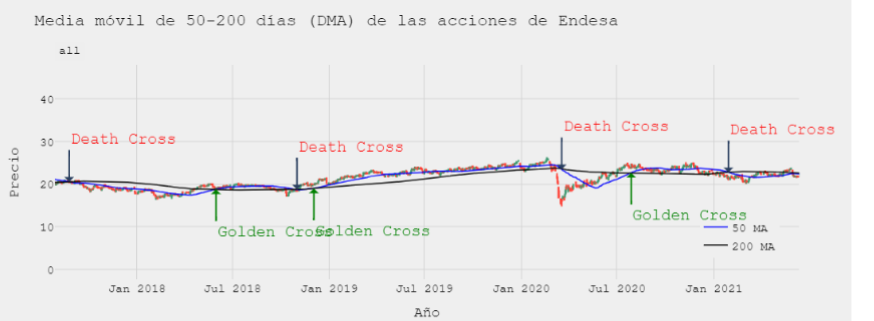 Media móvil de 50-200 días (DMA) de las acciones de Endesa
all
40
30
20
10
0
Precio
Death Cross
Death Cross
Death Cross
Death Cross
Golden Cross
Golden Cross
Golden Cross
50 MA
200 MA
Jan 2018
Jul 2018
Jan 2019
Jul 2019
Jan 2020
Jul 2020
Jan 2021
Año